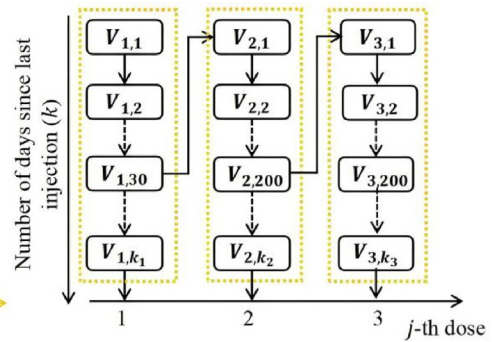 Number of days since last
injection (k)
V1,1 V2,1 V3,1
V1,2 V2,2 V3,2
V1,30 V2,200 V3,200
V1,k1 V2,k2 V3,k3
1 2 3
j-th dose